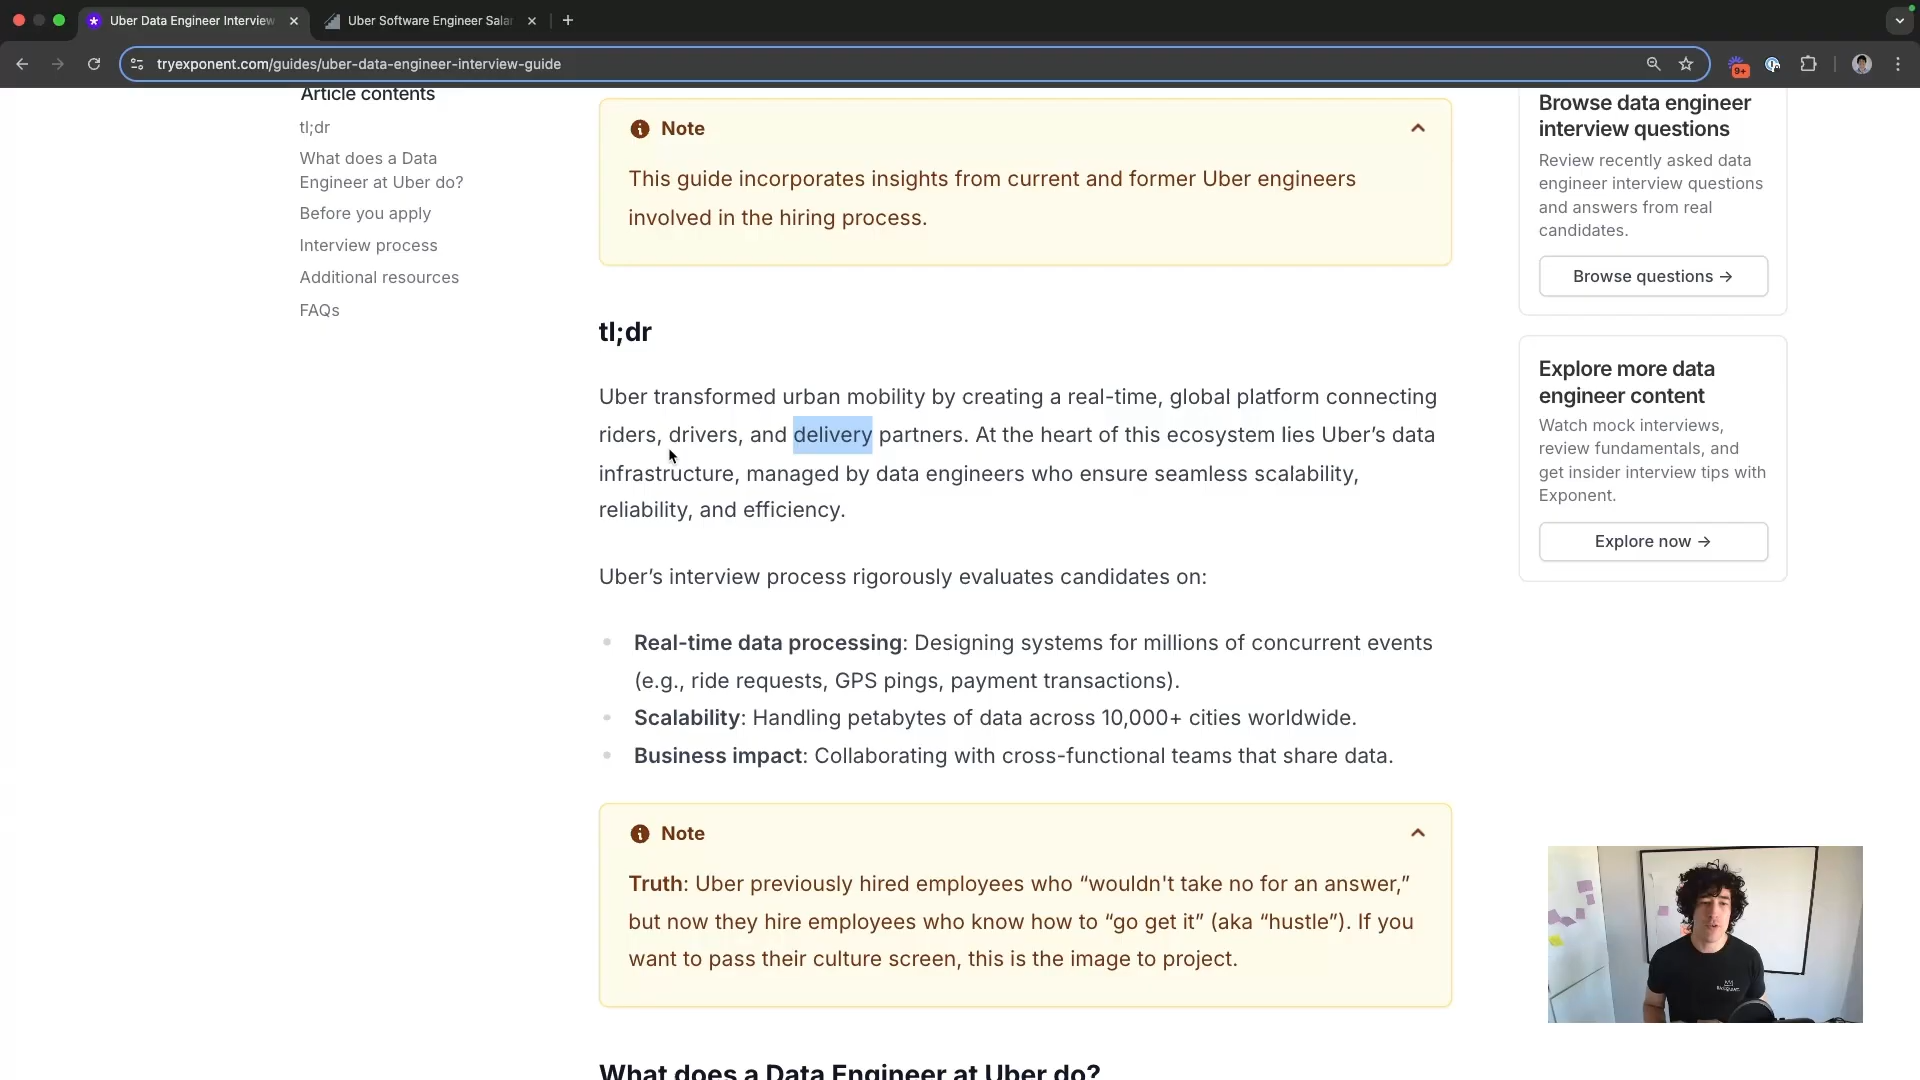 Uber Data Engineer Interview
Uber Software Engineer Sala
tryexponent.com/guides/uber-data-engineer-interview-guide
9+
Article contents
tl;dr
What does a Data
Engineer at Uber do?
Before you apply
Interview process
Additional resources
FAQs
Note
This guide incorporates insights from current and former Uber engineers
involved in the hiring process.
tl;dr
Uber transformed urban mobility by creating a real-time, global platform connecting
riders, drivers, and delivery partners. At the heart of this ecosystem lies Uber’s data
infrastructure, managed by data engineers who ensure seamless scalability,
reliability, and efficiency.
Uber’s interview process rigorously evaluates candidates on:
Real-time data processing: Designing systems for millions of concurrent events
(e.g., ride requests, GPS pings, payment transactions).
Scalability: Handling petabytes of data across 10,000+ cities worldwide.
Business impact: Collaborating with cross-functional teams that share data.
Note
Truth: Uber previously hired employees who “wouldn't take no for an answer,”
but now they hire employees who know how to “go get it” (aka “hustle”). If you
want to pass their culture screen, this is the image to project.
What does a Data Engineer at Uber do?
Browse data engineer
interview questions
Review recently asked data
engineer interview questions
and answers from real
candidates.
Browse questions →
Explore more data
engineer content
Watch mock interviews,
review fundamentals, and
get insider interview tips with
Exponent.
Explore now →